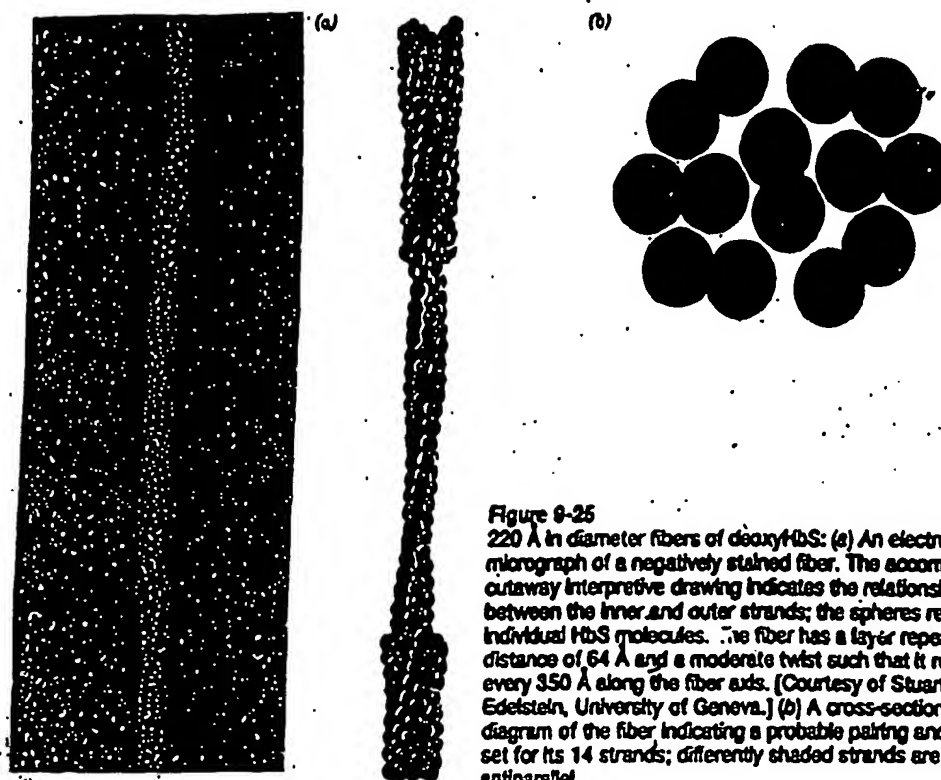 (a)
(b)
Figure 9-25
220 Å in diameter fibers of deoxyHbS: (a) An electr
micrograph of a negatively stained fiber. The accom
cutaway interpretive drawing indicates the relationsl
between the inner and outer strands; the spheres re
individual HbS molecules. The fiber has a layer repe
distance of 64 Å and a moderate twist such that it r
every 350 Å along the fiber axis. [Courtesy of Stuar
Edelstein, University of Geneva.] (b) A cross-section
diagram of the fiber indicating a probable pairing and
set for its 14 strands; differently shaded strands are
antiparallel